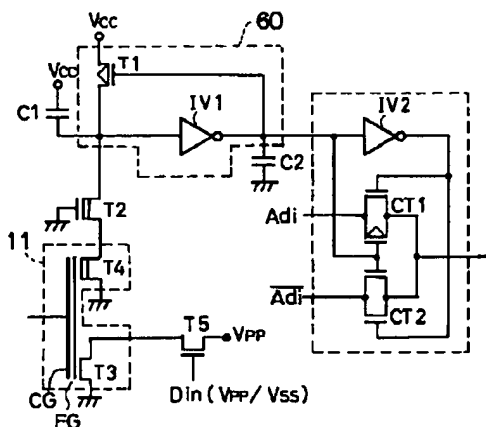 Vcc
60
Vcc
T1
C1
IV1
IV2
C2
T2
Adi
CT1
11
T4
Adi
CT2
T5
VPP
T3
CG
FG
Din (VPP/VSS)